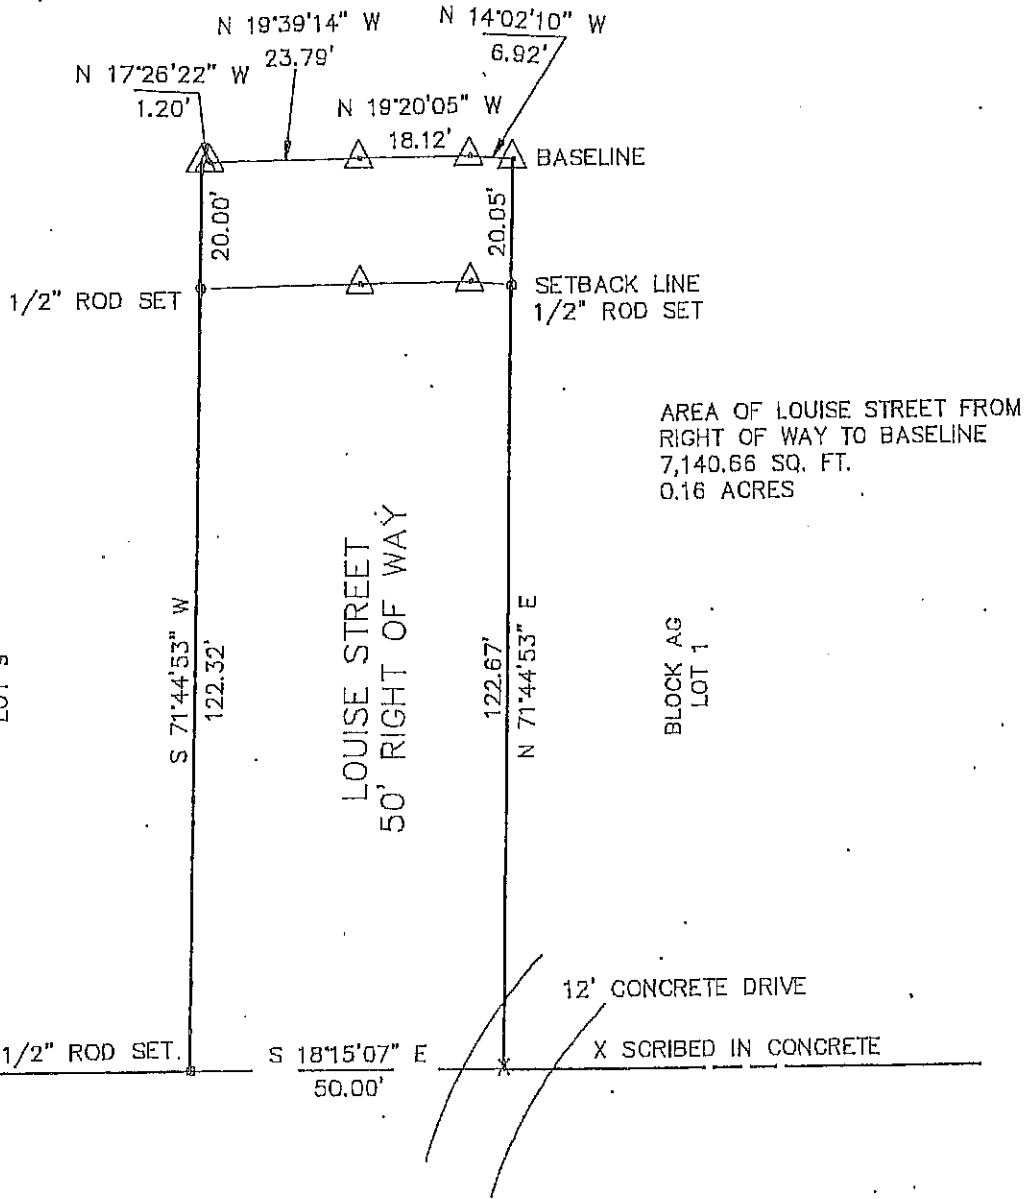 N 19°39'14" W
23.79'
N 14°02'10" W
6.92'
N 17°26'22" W
1.20'
N 19°20'05" W
18.12'
BASELINE
20.00'
20.05'
1/2" ROD SET
SETBACK LINE
1/2" ROD SET
AREA OF LOUISE STREET FROM
RIGHT OF WAY TO BASELINE
7,140.66 SQ. FT.
0.16 ACRES
LOUISE STREET
50' RIGHT OF WAY
S 71°44'53" W
122.32'
122.67'
N 71°44'53" E
BLOCK AG
LOT 1
12' CONCRETE DRIVE
1/2" ROD SET.
S 18°15'07" E
50.00'
X SCRIBED IN CONCRETE